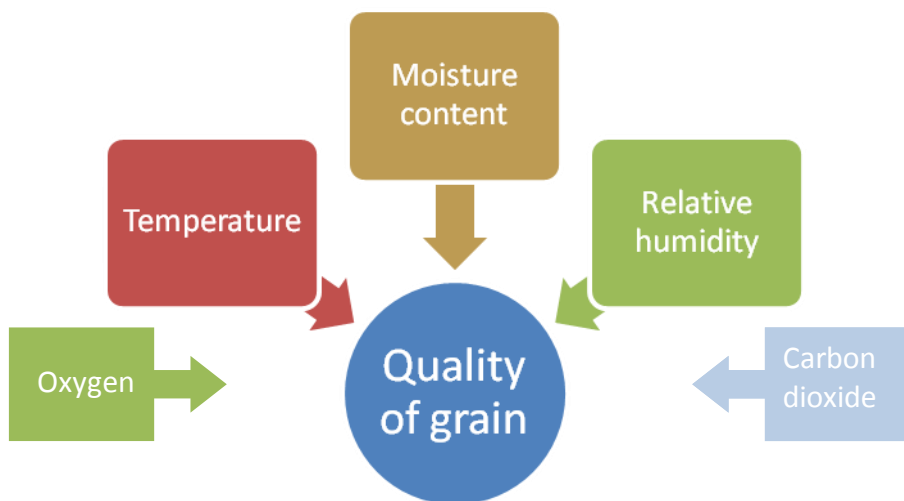 Moisture
content
Temperature
Relative
humidity
Oxygen
Quality
of grain
Carbon
dioxide